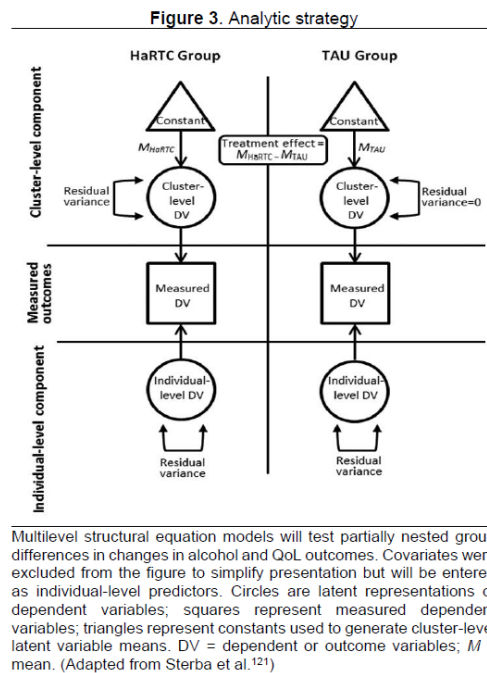 Figure 3. Analytic strategy
HaRTC Group
TAU Group
Cluster-level component
Constant
Constant
M HaRTC
Treatment effect =
M HaRTC – M TAU
M TAU
Residual
variance
Cluster-
level
DV
Cluster-
level
DV
Residual
variance=0
Measured
outcomes
Measured
DV
Measured
DV
Individual-level component
Individual-
level DV
Individual-
level DV
Residual
variance
Residual
variance
Multilevel structural equation models will test partially nested grou
differences in changes in alcohol and QoL outcomes. Covariates wer
excluded from the figure to simplify presentation but will be entere
as individual-level predictors. Circles are latent representations o
dependent variables; squares represent measured depender
variables; triangles represent constants used to generate cluster-leve
latent variable means. DV = dependent or outcome variables; M
mean. (Adapted from Sterba et al.121)